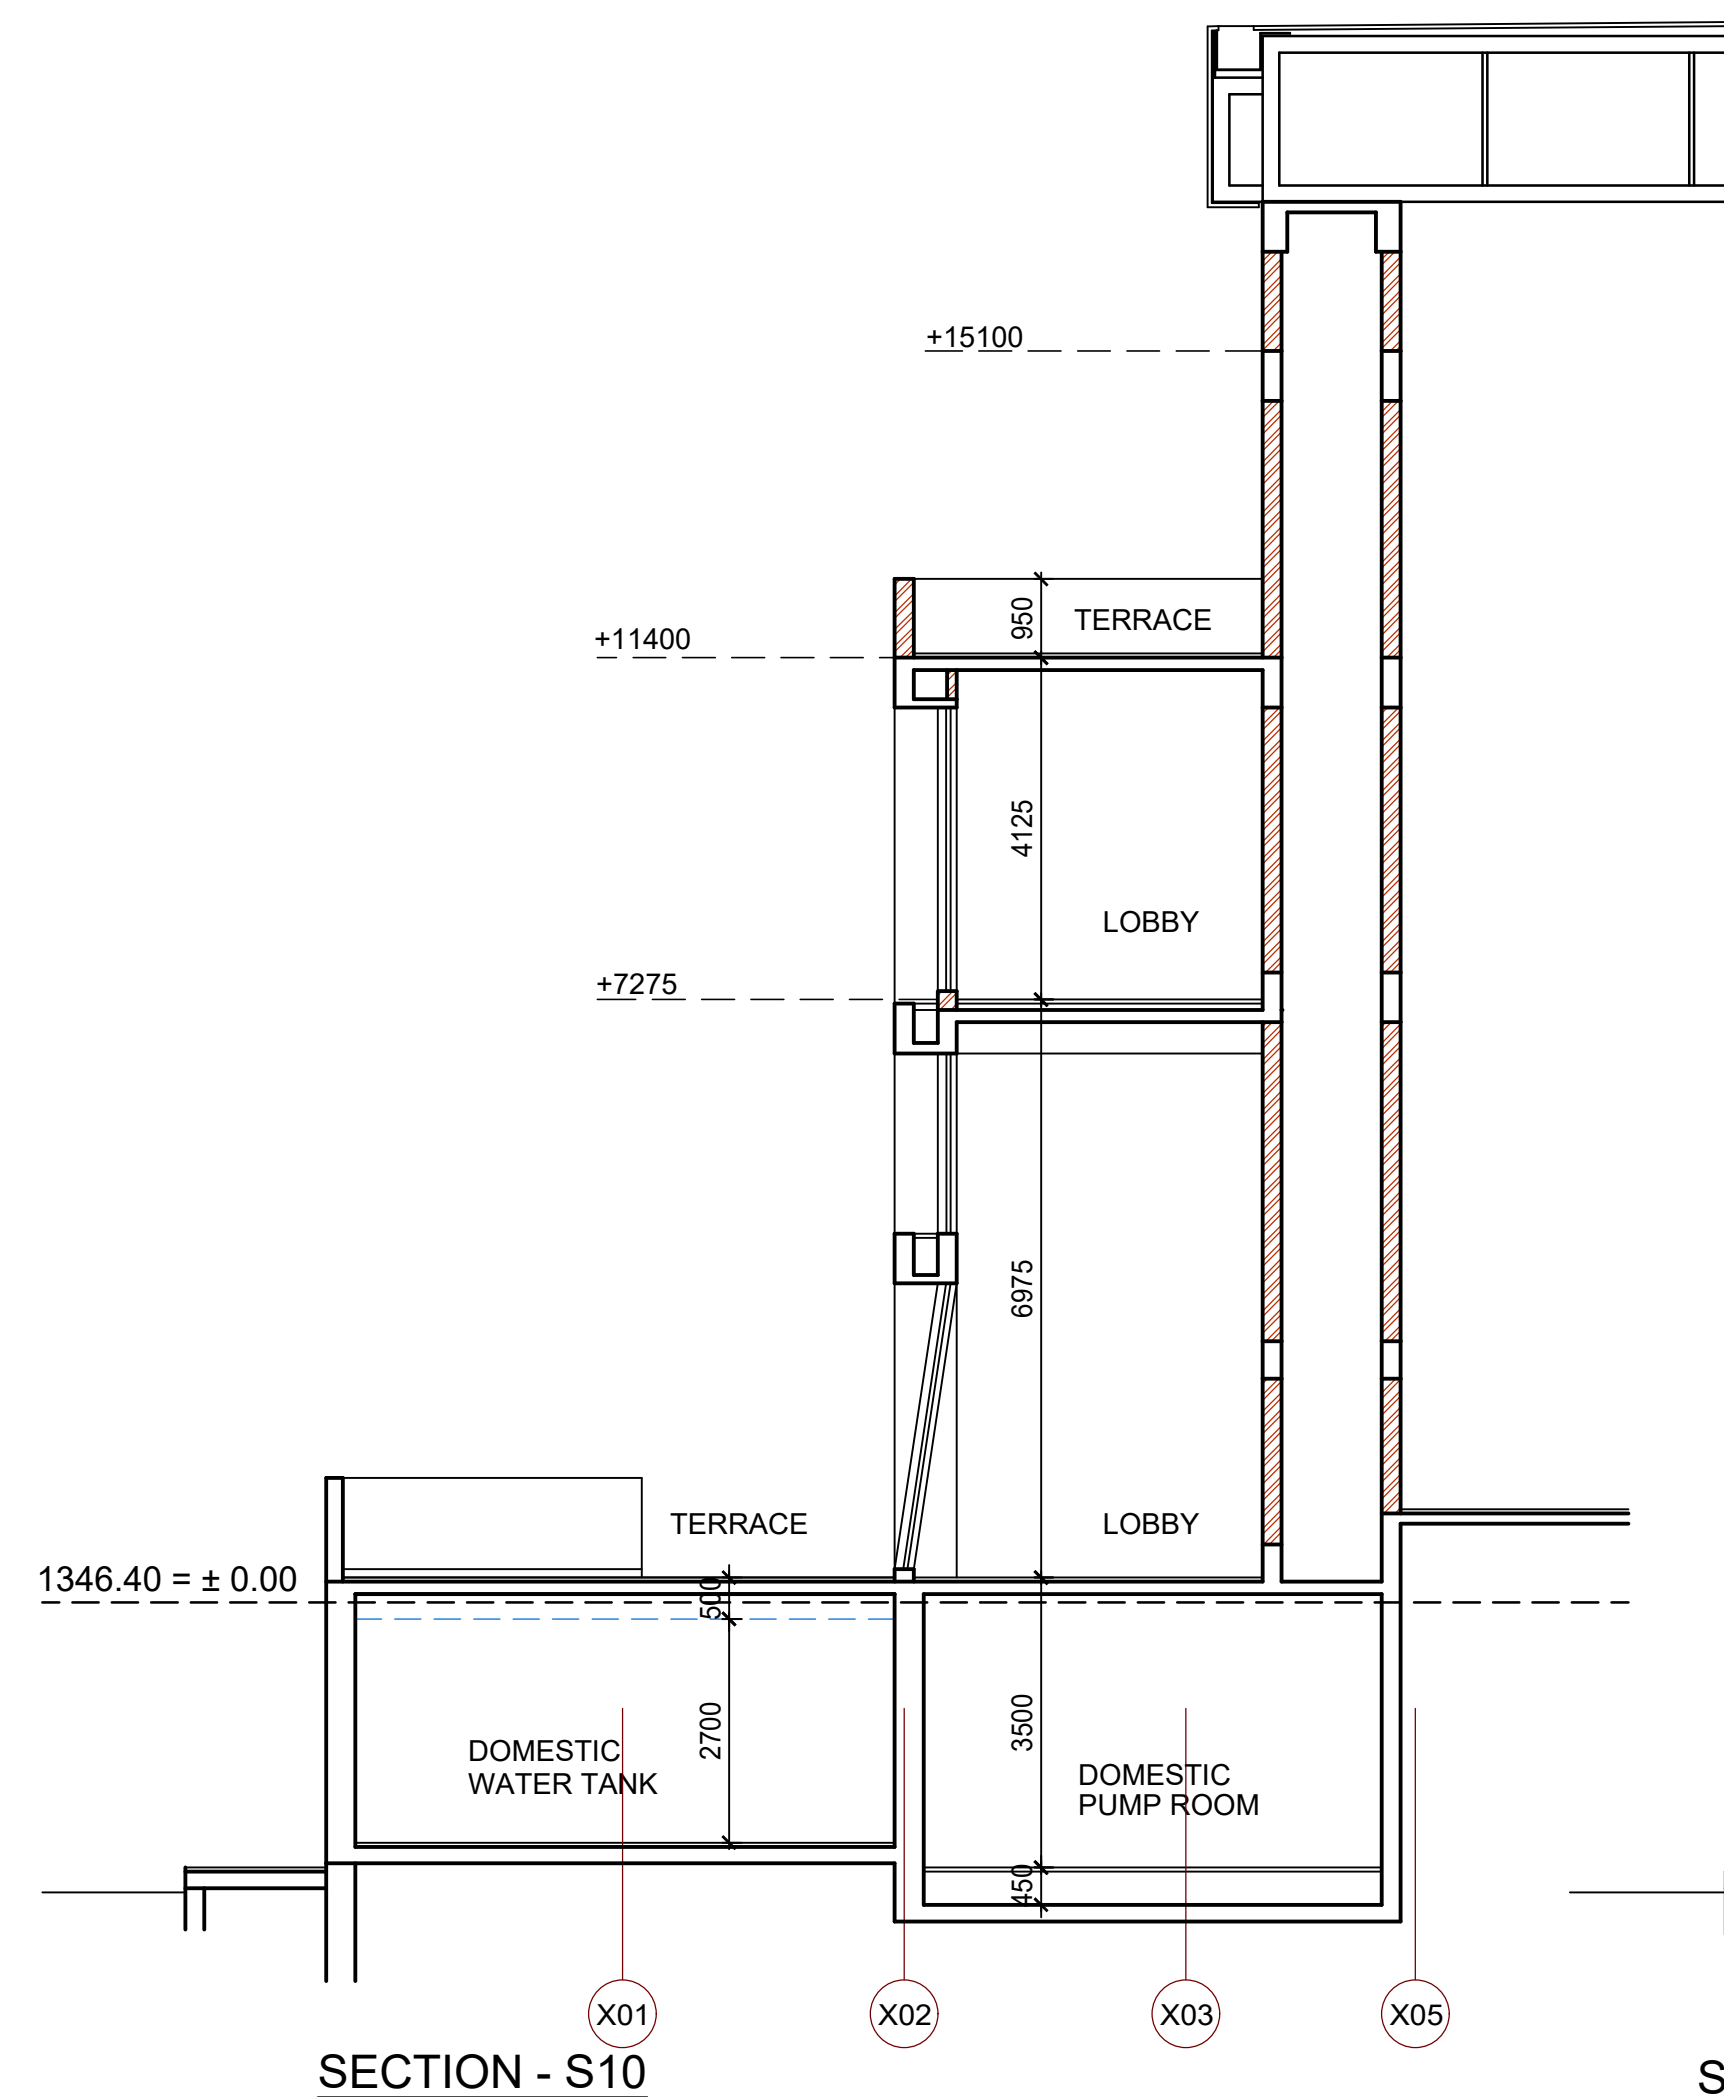 +15100
950
TERRACE
+11400
4125
LOBBY
+7275
6975
TERRACE
LOBBY
1346.40 = ± 0.00
500
2700
3500
DOMESTIC
WATER TANK
DOMESTIC
PUMP ROOM
450
X01
X02
X03
X05
SECTION - S10
S